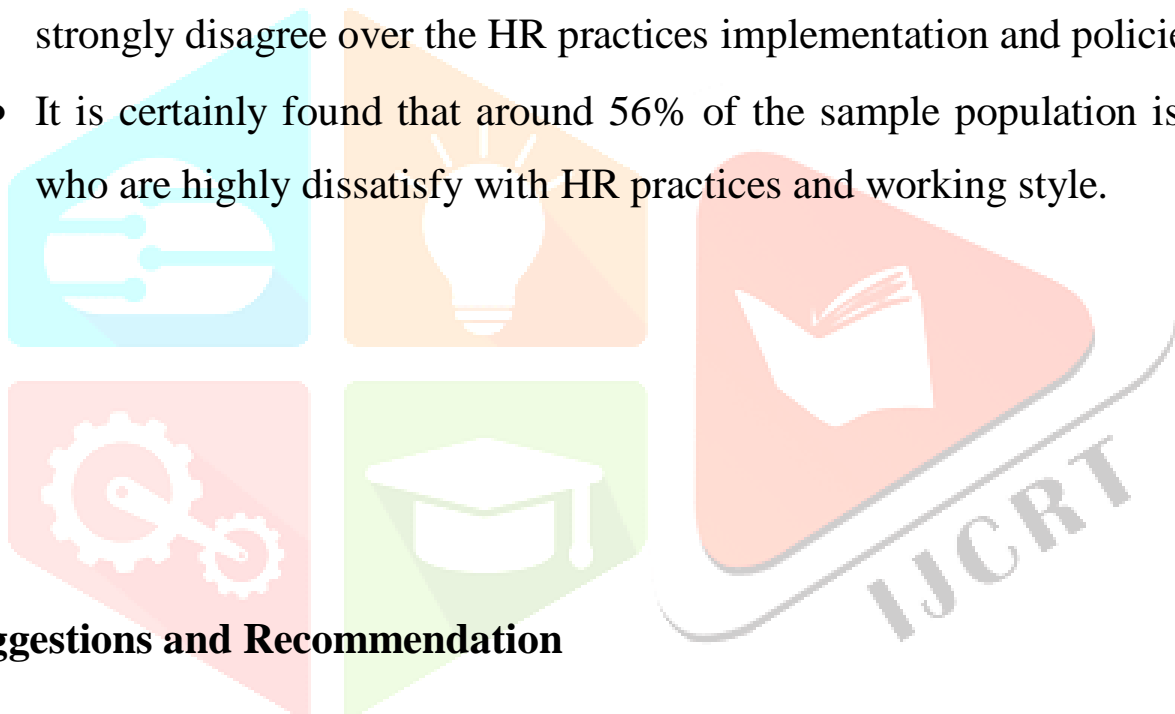 strongly disagree over the HR practices implementation and policie
• It is certainly found that around 56% of the sample population is
who are highly dissatisfy with HR practices and working style.
IJCRT
ggestions and Recommendation